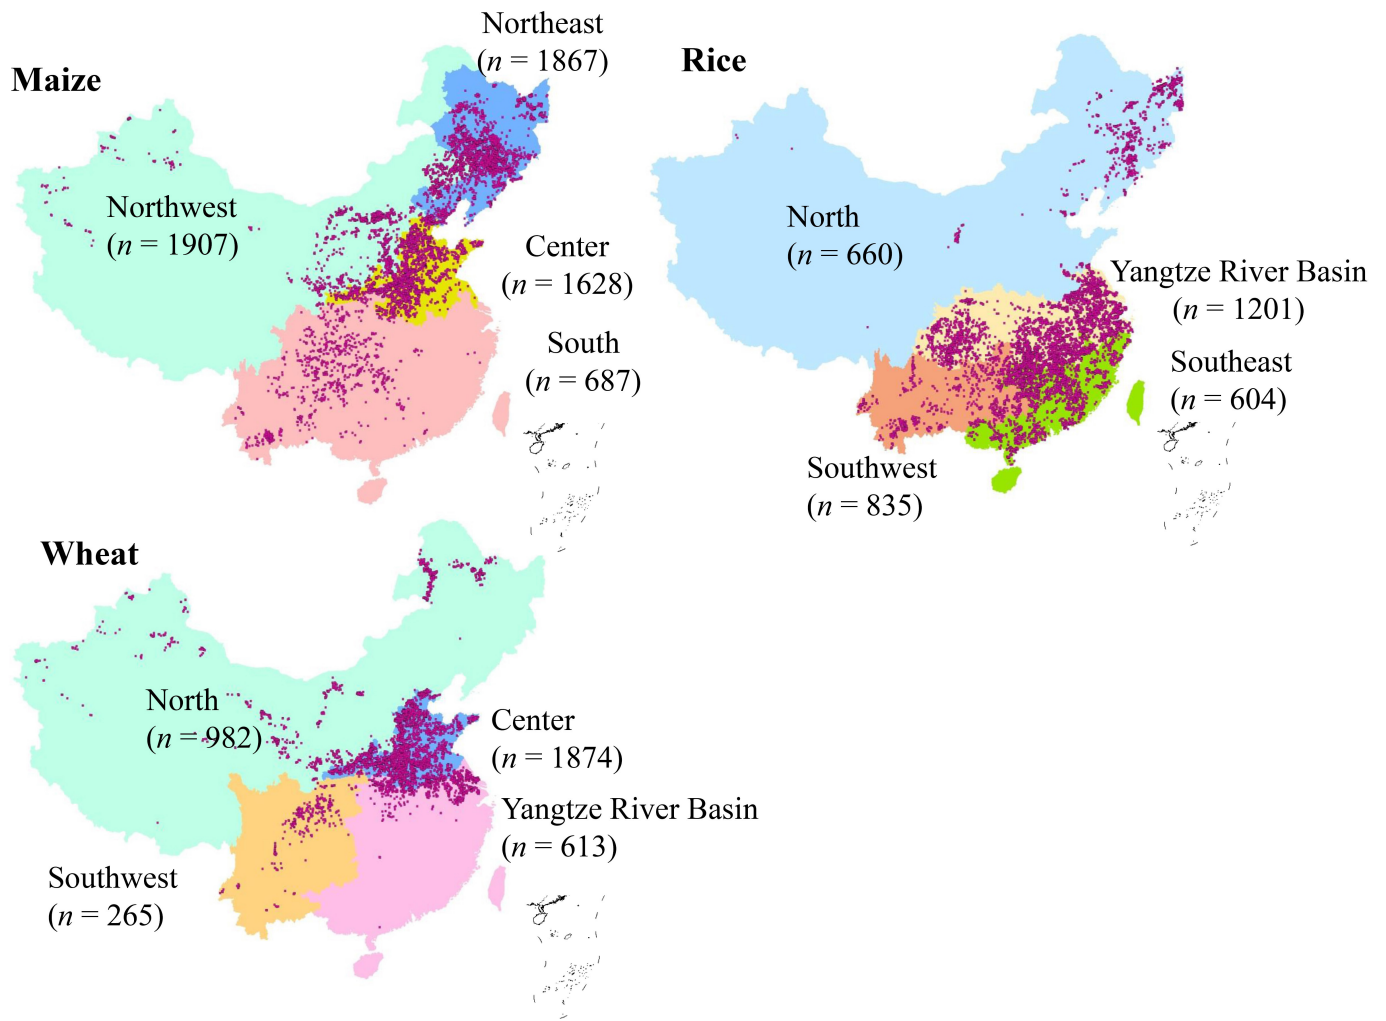 Maize
Northeast
(n = 1867)
Northwest
(n = 1907)
Center
(n = 1628)
South
(n = 687)
Rice
North
(n = 660)
Yangtze River Basin
(n = 1201)
Southeast
(n = 604)
Southwest
(n = 835)
Wheat
North
(n = 982)
Center
(n = 1874)
Yangtze River Basin
(n = 613)
Southwest
(n = 265)